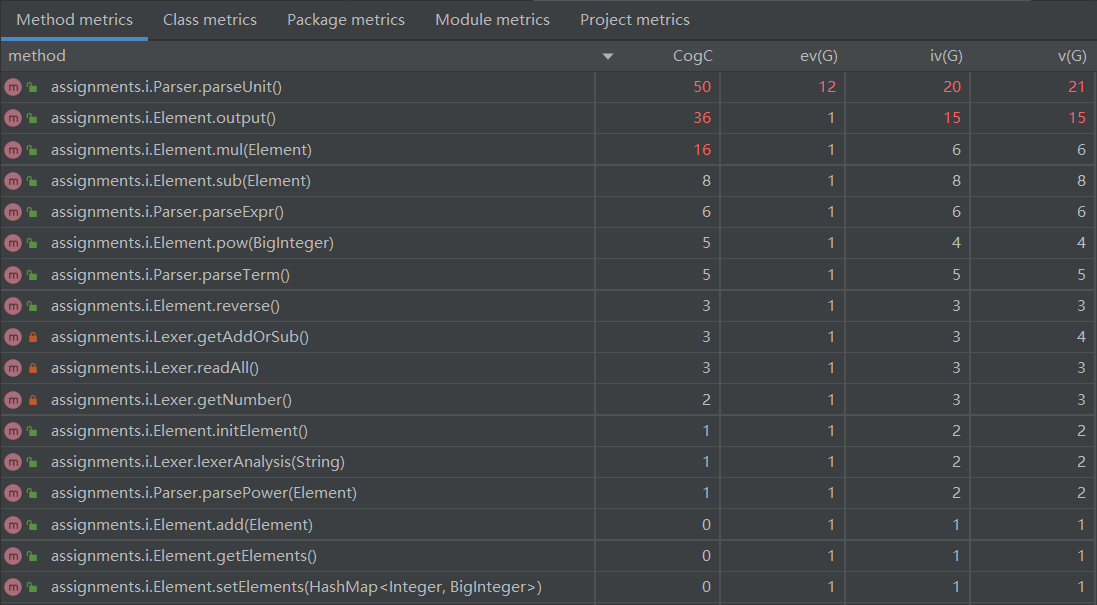 Method metrics Class metrics Package metrics Module metrics Project metrics
method CogC ev(G) iv(G) v(G)
m assignments.i.Parser.parseUnit() 50 12 20 21
m assignments.i.Element.output() 36 1 15 15
m assignments.i.Element.mul(Element) 16 1 6 6
m assignments.i.Element.sub(Element) 8 1 8 8
m assignments.i.Parser.parseExpr() 6 1 6 6
m assignments.i.Element.pow(BigInteger) 5 1 4 4
m assignments.i.Parser.parseTerm() 5 1 5 5
m assignments.i.Element.reverse() 3 1 3 3
m assignments.i.Lexer.getAddOrSub() 3 1 3 4
m assignments.i.Lexer.readAll() 3 1 3 3
m assignments.i.Lexer.getNumber() 2 1 3 3
m assignments.i.Element.initElement() 1 1 2 2
m assignments.i.Lexer.lexerAnalysis(String) 1 1 2 2
m assignments.i.Parser.parsePower(Element) 1 1 2 2
m assignments.i.Element.add(Element) 0 1 1 1
m assignments.i.Element.getElements() 0 1 1 1
m assignments.i.Element.setElements(HashMap<Integer, BigInteger>) 0 1 1 1